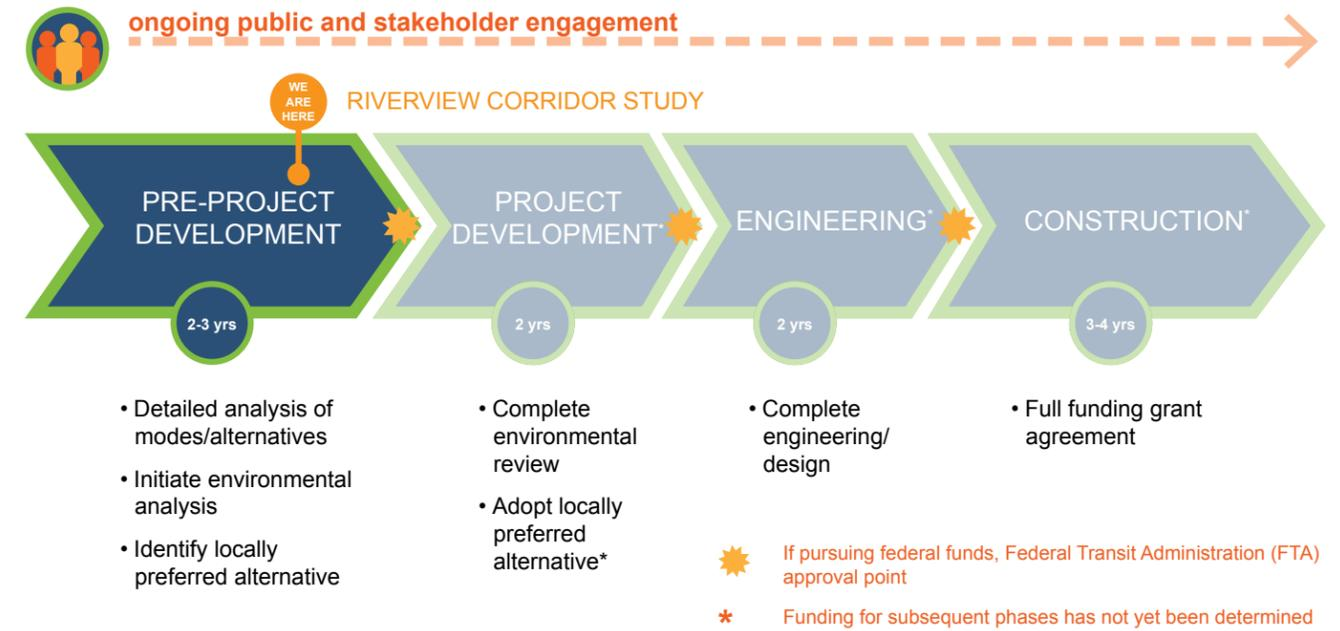 ongoing public and stakeholder engagement
WE
ARE
HERE
RIVERVIEW CORRIDOR STUDY
PRE-PROJECT
DEVELOPMENT
PROJECT
DEVELOPMENT*
ENGINEERING*
CONSTRUCTION*
2-3 yrs
2 yrs
2 yrs
3-4 yrs
• Detailed analysis of
modes/alternatives
• Initiate environmental
analysis
• Identify locally
preferred alternative
• Complete
environmental
review
• Adopt locally
preferred
alternative*
• Complete
engineering/
design
• Full funding grant
agreement
If pursuing federal funds, Federal Transit Administration (FTA)
approval point
* Funding for subsequent phases has not yet been determined